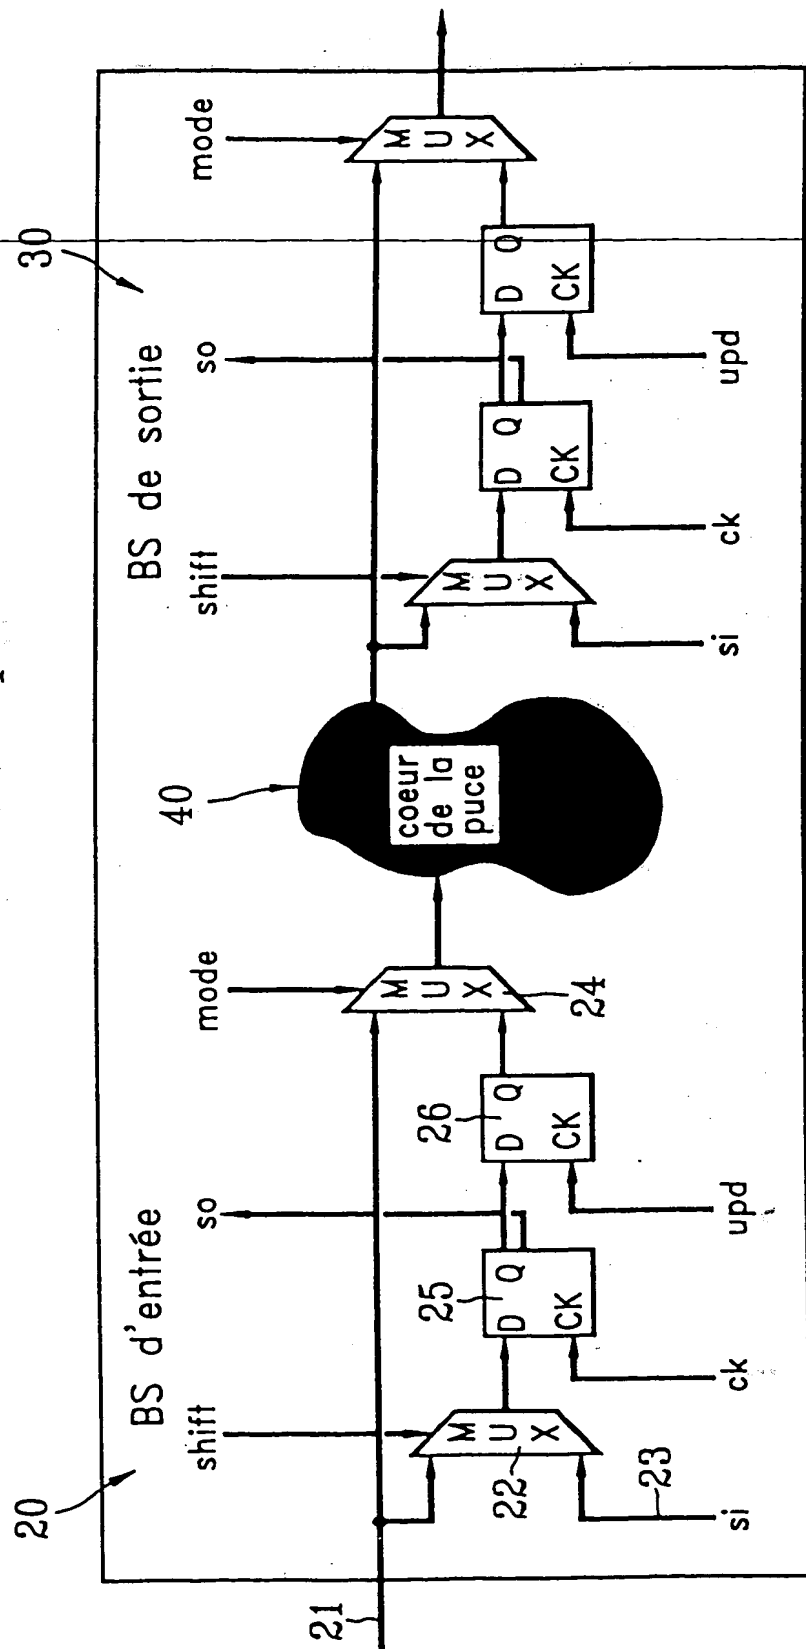 20
BS d'entrée
30
BS de sortie
shift
so
mode
shift
so
mode
40
21
M U X
22
D Q
CK
25
D Q
CK
26
M U X
24
coeur
de la
puce
M U X
D Q
CK
D Q
CK
M U X
23
si
ck
upd
si
ck
upd